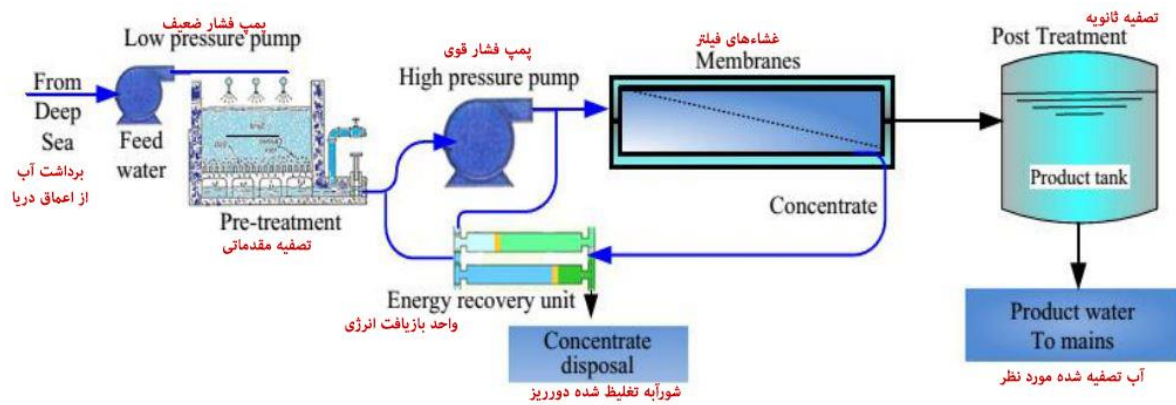 پمپ فشار ضعیف
Low pressure pump
From
Deep
Sea
Feed
water
برداشت آب
از اعماق دریا
Pre-treatment
تصفیه مقدماتی
پمپ فشار قوی
High pressure pump
غشاءهای فیلتر
Membranes
Concentrate
Energy recovery unit
واحد بازیافت انرژی
Concentrate
disposal
شورآبه تغلیظ شده دورریز
تصفیه ثانویه
Post Treatment
Product tank
Product water
To mains
آب تصفیه شده مورد نظر